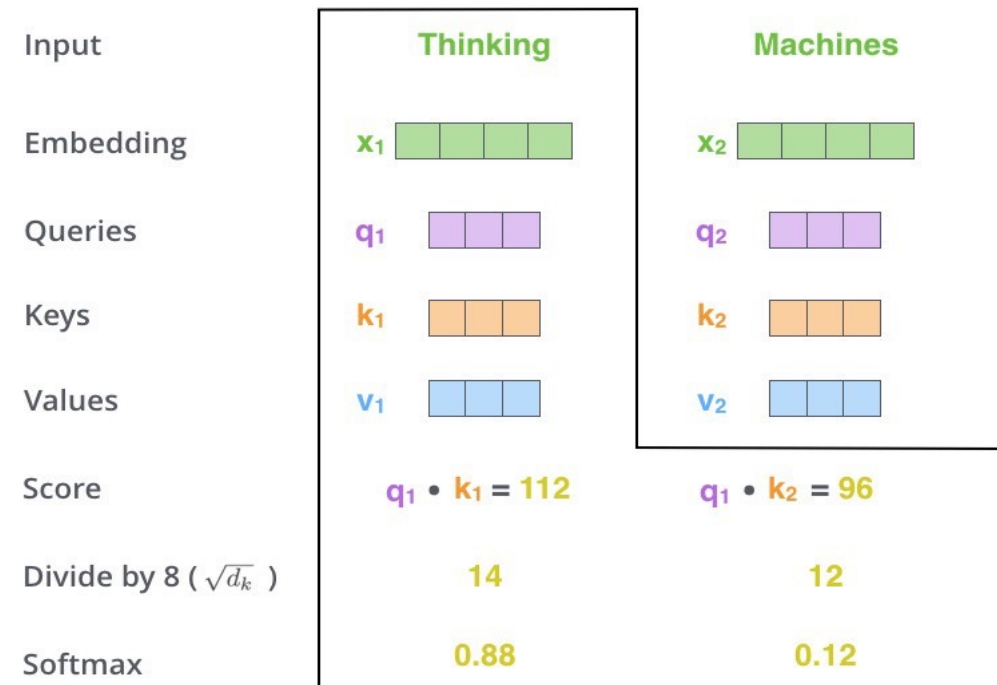 Input Thinking Machines
Embedding x₁ x₂
Queries q₁ q₂
Keys k₁ k₂
Values v₁ v₂
Score q₁ • k₁ = 112 q₁ • k₂ = 96
Divide by 8 ( √dₖ ) 14 12
Softmax 0.88 0.12